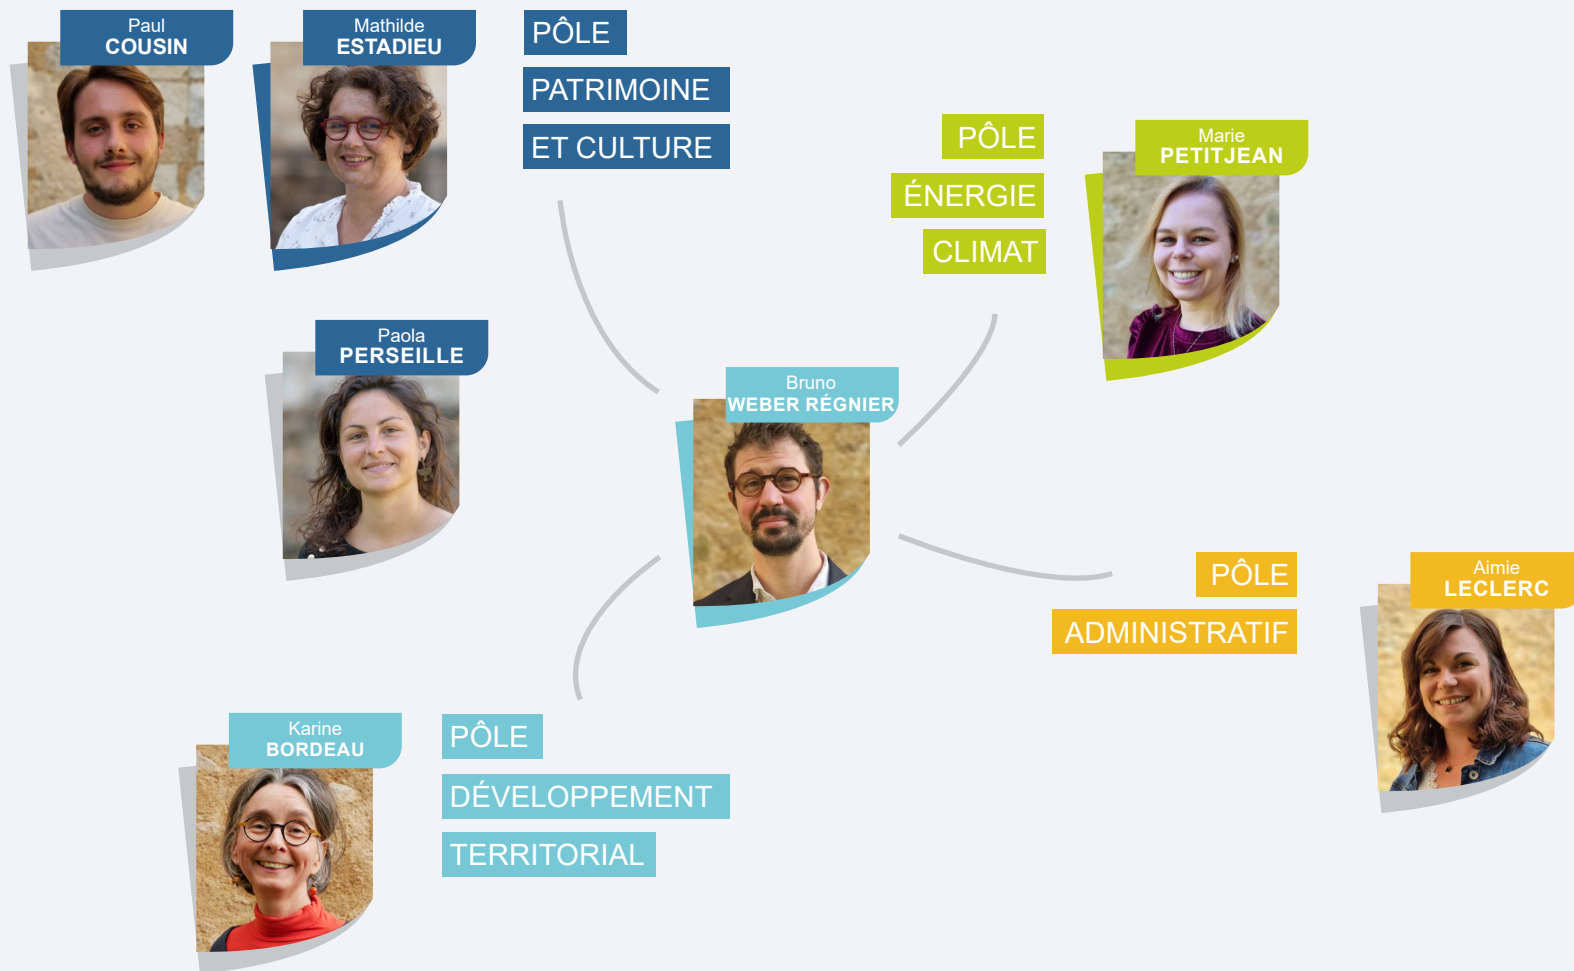 Paul
COUSIN
Mathilde
ESTADIEU
PÔLE
PATRIMOINE
ET CULTURE
PÔLE
ÉNERGIE
CLIMAT
Marie
PETITJEAN
Paola
PERSEILLE
Bruno
WEBER RÉGNIER
PÔLE
ADMINISTRATIF
Aimie
LECLERC
Karine
BORDEAU
PÔLE
DÉVELOPPEMENT
TERRITORIAL